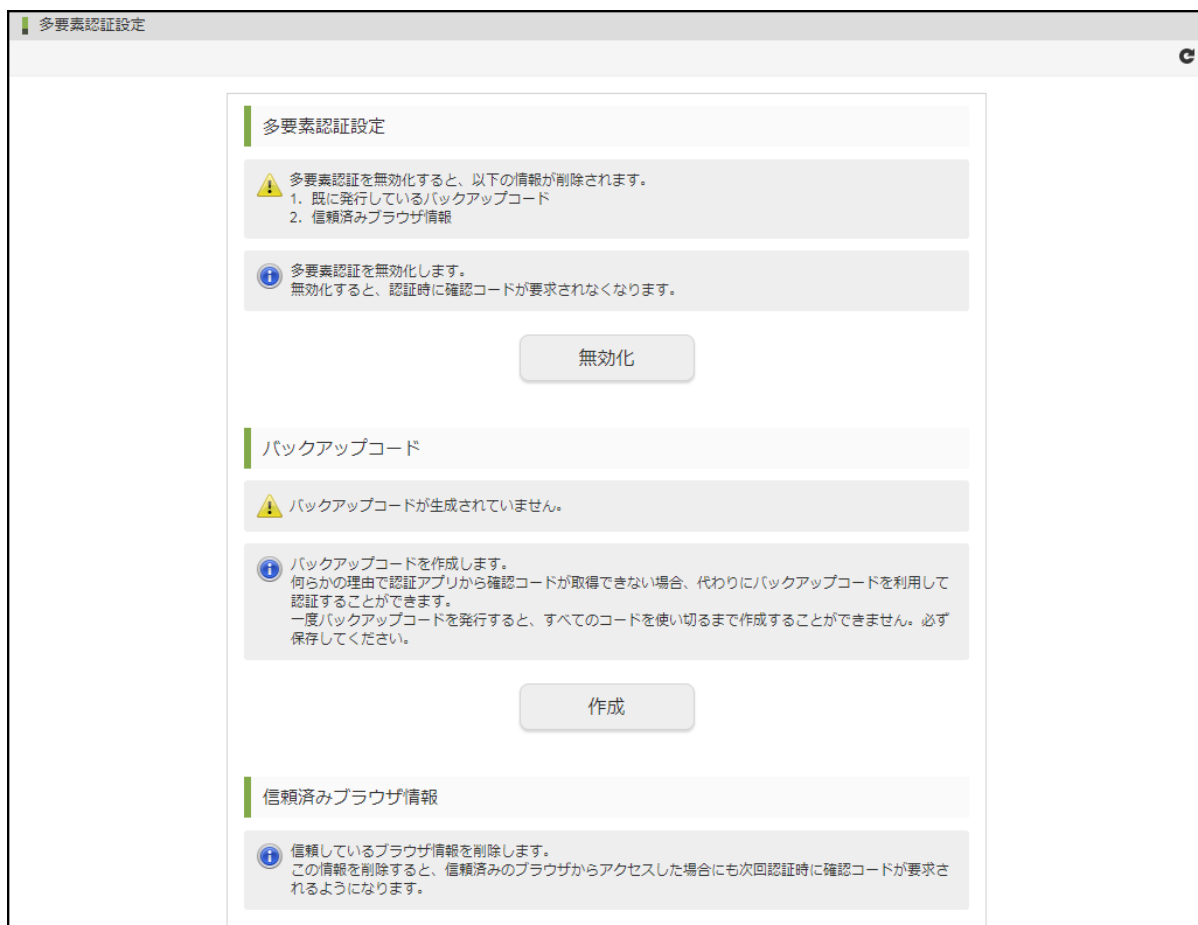 多要素認証設定
多要素認証設定
多要素認証を無効化すると、以下の情報が削除されます。
1. 既に発行しているバックアップコード
2. 信頼済みブラウザ情報
多要素認証を無効化します。
無効化すると、認証時に確認コードが要求されなくなります。
無効化
バックアップコード
バックアップコードが生成されていません。
バックアップコードを作成します。
何らかの理由で認証アプリから確認コードが取得できない場合、代わりにバックアップコードを利用して
認証することができます。
一度バックアップコードを発行すると、すべてのコードを使い切るまで作成することができません。必ず
保存してください。
作成
信頼済みブラウザ情報
信頼しているブラウザ情報を削除します。
この情報を削除すると、信頼済みのブラウザからアクセスした場合にも次回認証時に確認コードが要求さ
れるようになります。